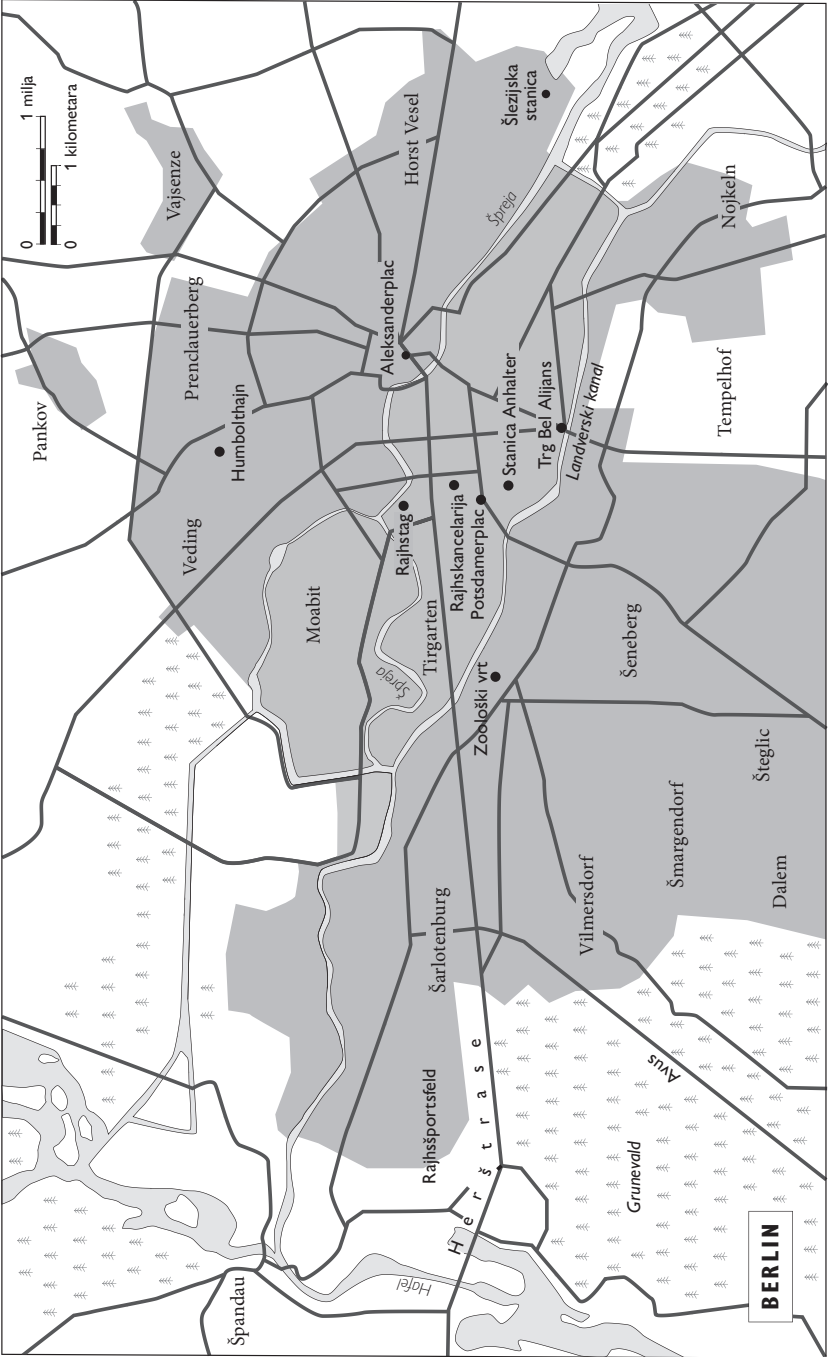 BERLIN
0 1 milja
0 1 kilometara
Pankov
Vajsenze
Prenclauerberg
Humbolthajn
Veding
Moabit
Horst Vesel
Šlezijska
stanica
Aleksanderplac
Špreja
Rajhstag
Tirgarten
Špreja
Rajhskancelarija
Potsdamerplac
Stanica Anhalter
Trg Bel Alijans
Landverski kanal
Nojkeln
Tempelhof
Zoološki vrt
Šeneberg
Šteglic
Šmargendorf
Dalem
Vilmersdorf
Šarlotenburg
Rajhsšportsfeld
Herštrase
Avus
Grunevald
Hafel
Špandau